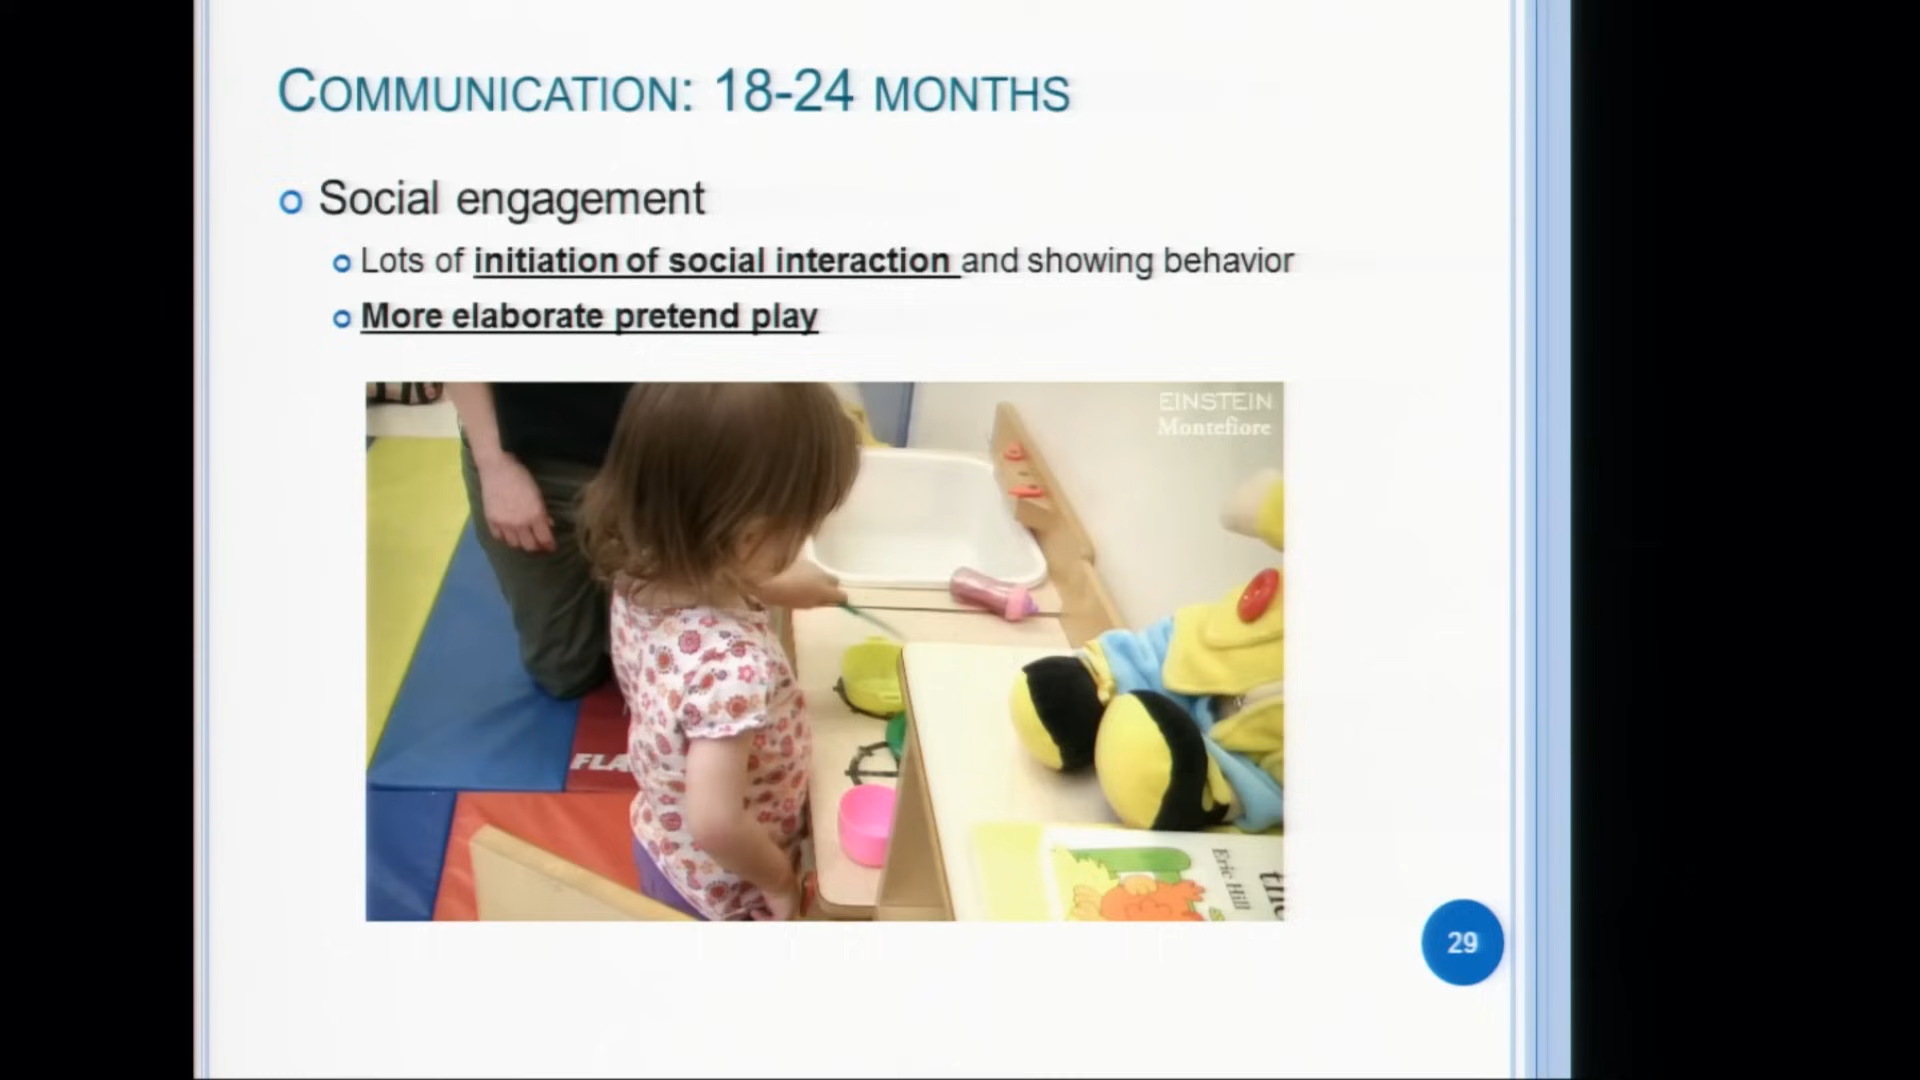 COMMUNICATION: 18-24 MONTHS
Social engagement
Lots of initiation of social interaction and showing behavior
More elaborate pretend play
EINSTEIN
Montefiore
FLA
Eric Hill
29